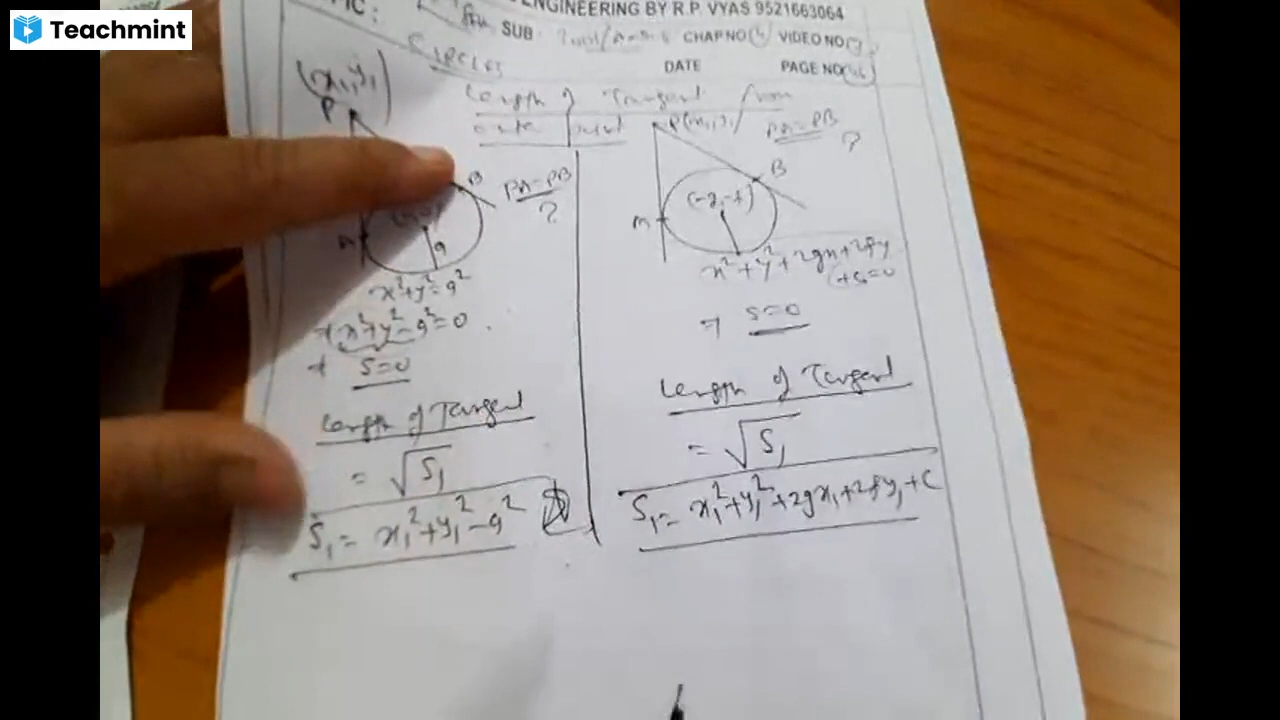 Teachmint
ENGINEERING BY R.P. VYAS 9521663064
SUB CHAP NO VIDEO NO
CIRCLES
DATE PAGE NO
Length of Tangent from
(x₁,y₁)
P
B
PA=PB
?
a
x²+y²=a²
x²+y²-a²=0
S=0
Length of Tangent
= √S₁
S₁ = x₁²+y₁²-a²
P(x₁,y₁)
PA=PB
?
B
(-g,-f)
x²+y²+2gx+2fy
+c=0
⇒ S=0
Length of Tangent
= √S₁
S₁ = x₁²+y₁²+2gx₁+2fy₁+c